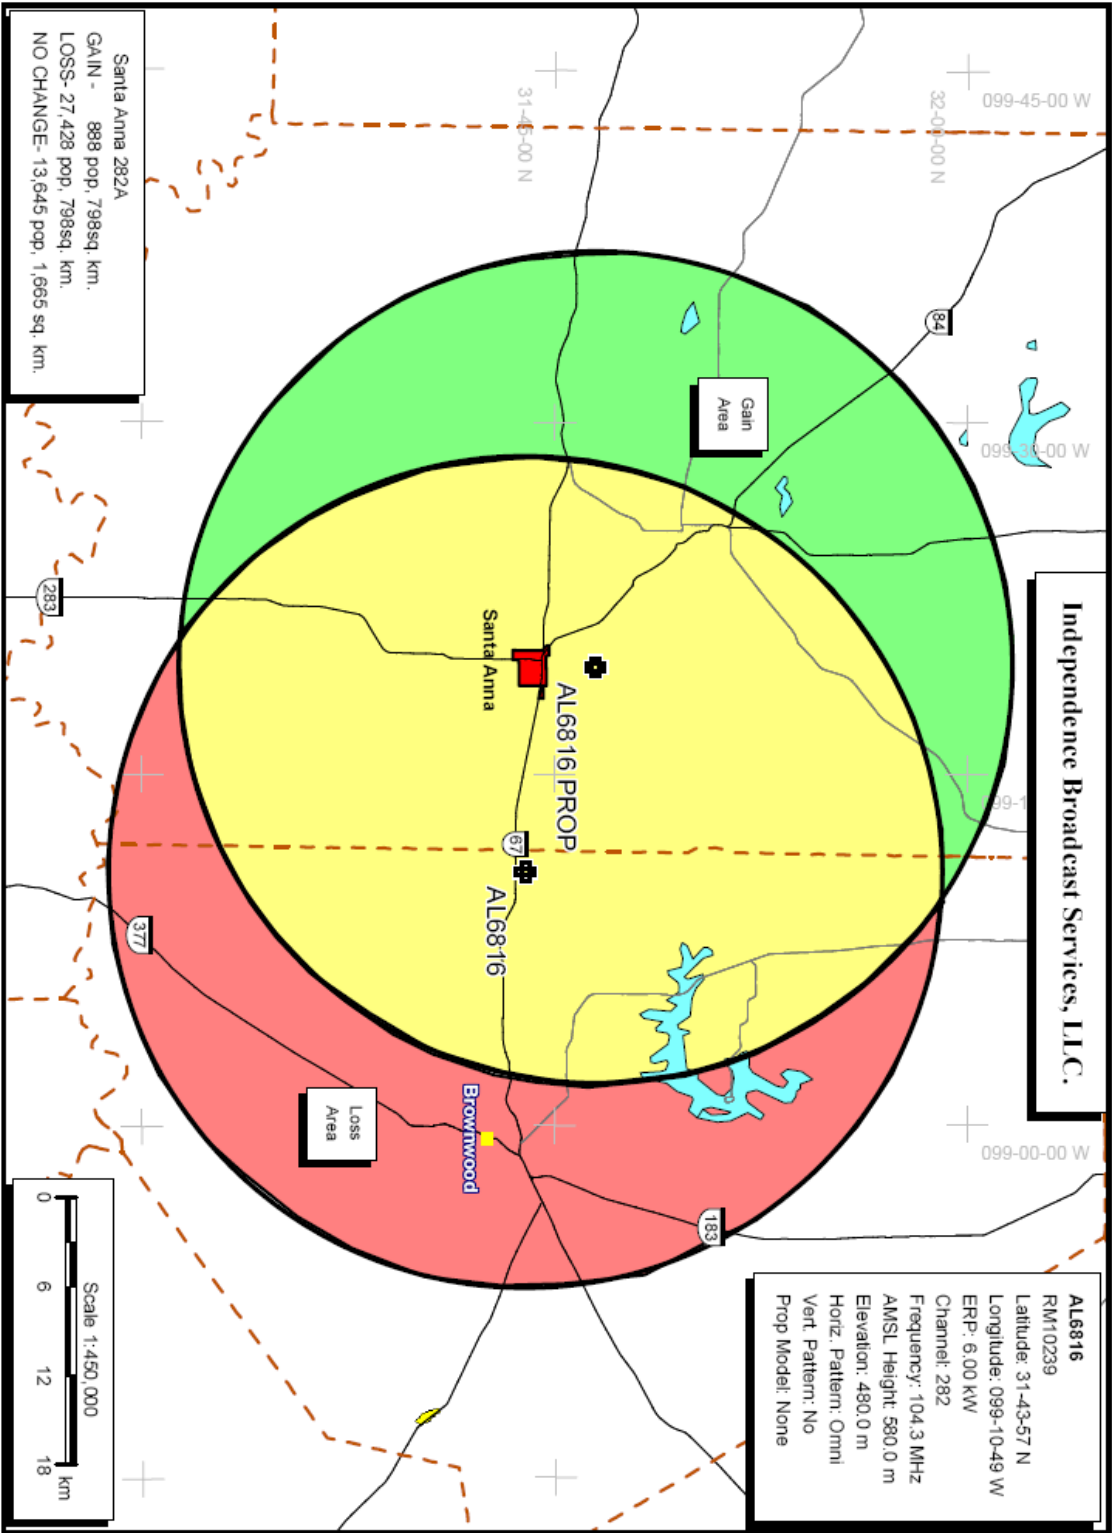 Independence Broadcast Services, LLC.
AL6816
RM10239
Latitude: 31-43-57 N
Longitude: 099-10-49 W
ERP: 6.00 kW
Channel: 282
Frequency: 104.3 MHz
AMSL Height: 580.0 m
Elevation: 480.0 m
Horiz. Pattern: Omni
Vert. Pattern: No
Prop Model: None
099-45-00 W
099-30-00 W
099-1
099-00-00 W
32-00-00 N
31-45-00 N
84
Gain
Area
183
AL6816 PROP
Santa Anna
67
AL6816
Brownwood
Loss
Area
377
283
Santa Anna 282A
GAIN - 888 pop, 798sq. km.
LOSS- 27,428 pop, 798sq. km.
NO CHANGE- 13,645 pop, 1,665 sq. km.
Scale 1:450,000
0 6 12 18 km